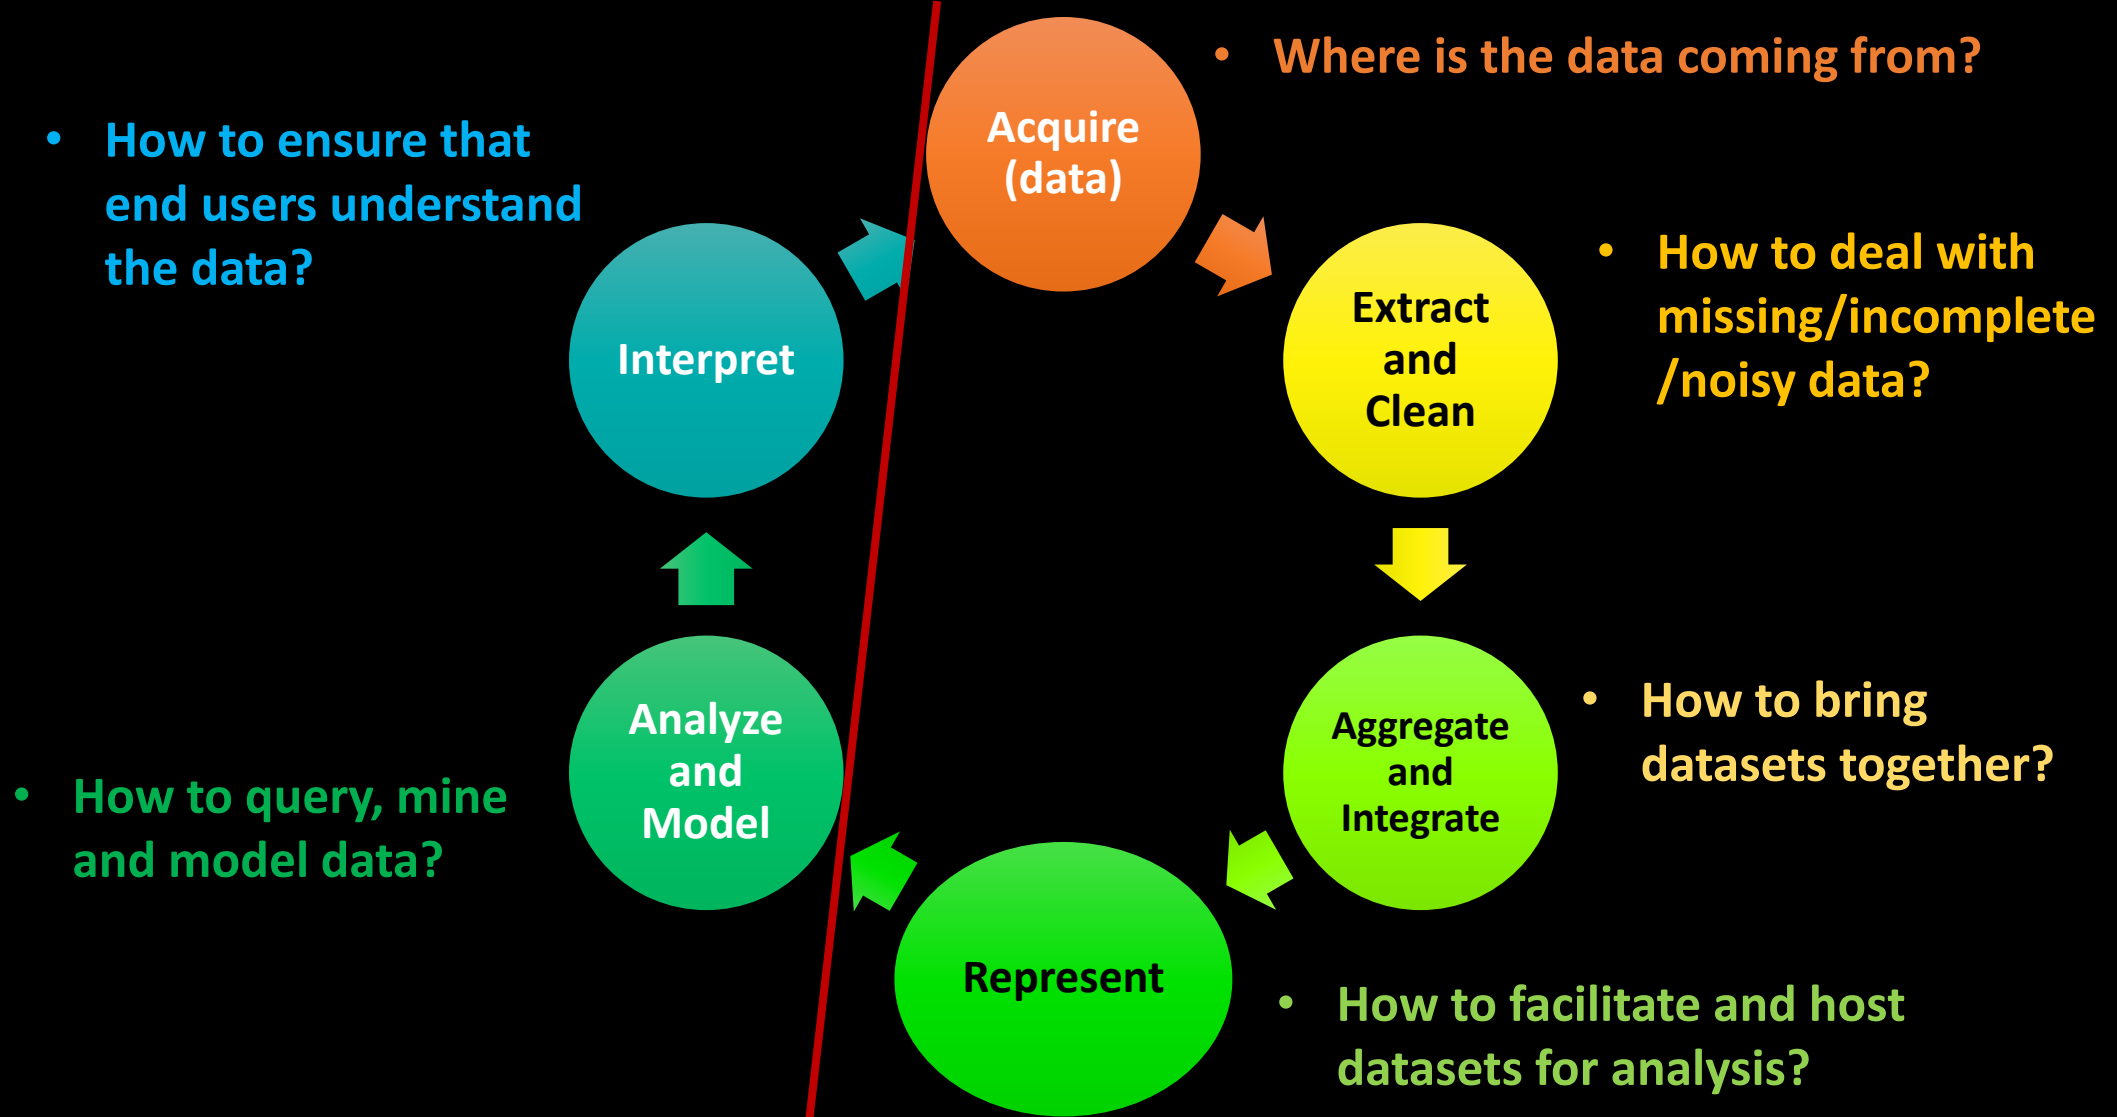 Acquire
(data)
• Where is the data coming from?
Extract
and
Clean
• How to deal with
missing/incomplete
/noisy data?
Aggregate
and
Integrate
• How to bring
datasets together?
Represent
• How to facilitate and host
datasets for analysis?
Analyze
and
Model
• How to query, mine
and model data?
Interpret
• How to ensure that
end users understand
the data?